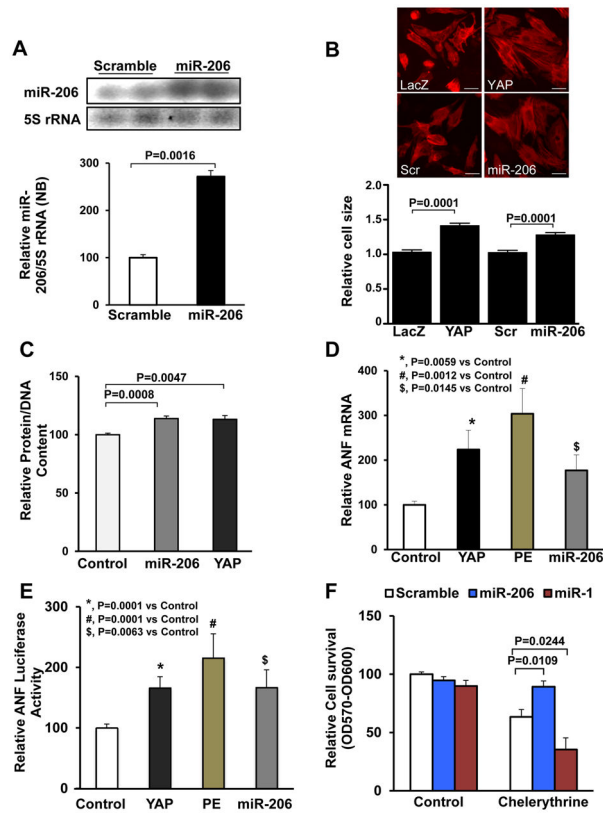 A
Scramble miR-206
miR-206
5S rRNA
P=0.0016
Relative miR-
206/5S rRNA (NB)
300
200
100
0
Scramble miR-206
B
LacZ YAP
Scr miR-206
Relative cell size
2.0
1.5
1.0
0.5
P=0.0001
P=0.0001
LacZ YAP Scr miR-206
C
Relative Protein/DNA
Content
150
100
50
0
P=0.0047
P=0.0008
Control miR-206 YAP
D
*, P=0.0059 vs Control
#, P=0.0012 vs Control
$, P=0.0145 vs Control
Relative ANF mRNA
400
300
200
100
0
*
#
$
Control YAP PE miR-206
E
*, P=0.0001 vs Control
#, P=0.0001 vs Control
$, P=0.0063 vs Control
Relative ANF Luciferase
Activity
300
200
100
0
*
#
$
Control YAP PE miR-206
F
Scramble miR-206 miR-1
Relative Cell survival
(OD570-OD600)
150
100
50
0
P=0.0244
P=0.0109
Control Chelerythrine